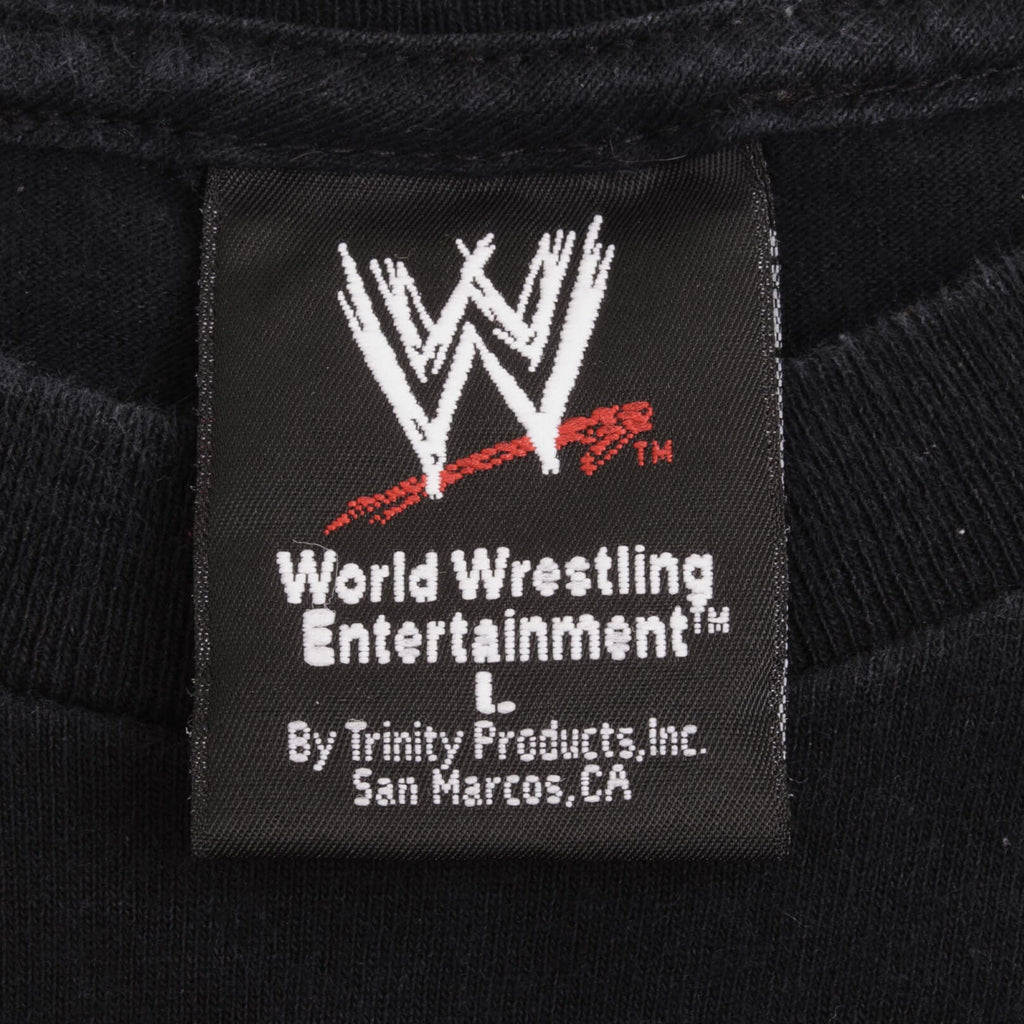 W
TM
World Wrestling
Entertainment™
L
By Trinity Products, Inc.
San Marcos, CA